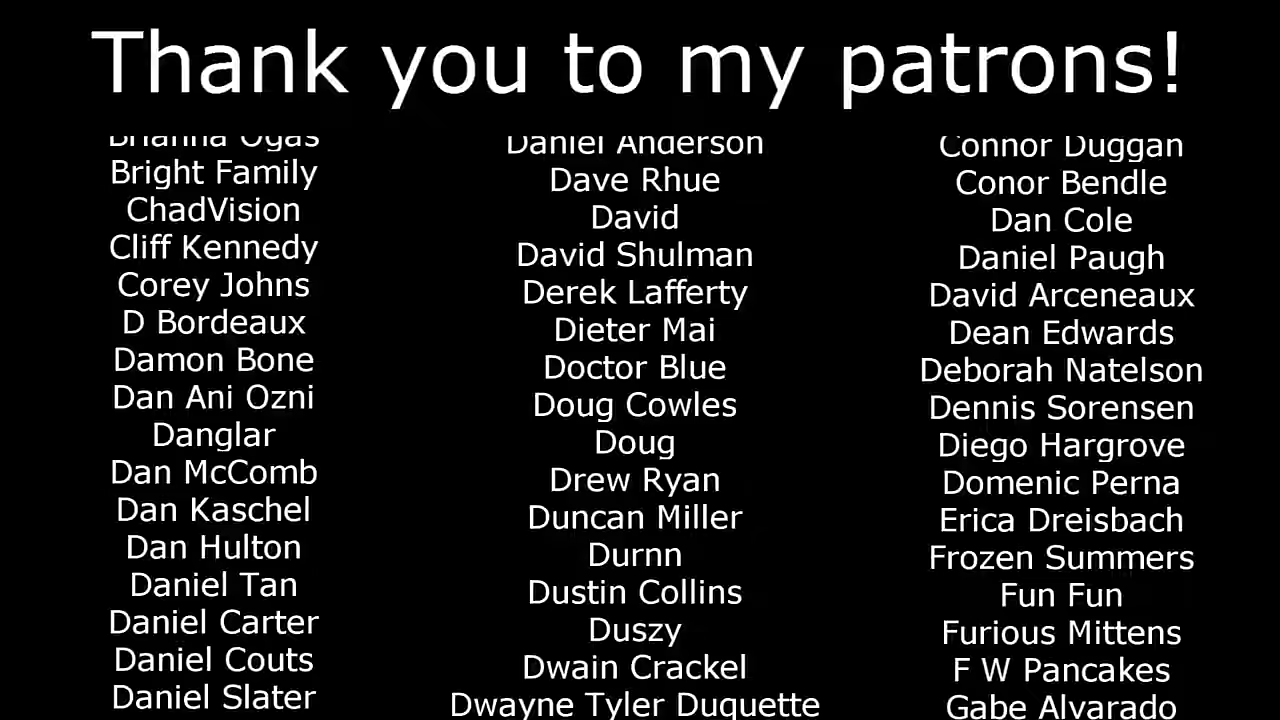 Thank you to my patrons!
Brianna Ogas
Bright Family
ChadVision
Cliff Kennedy
Corey Johns
D Bordeaux
Damon Bone
Dan Ani Ozni
Danglar
Dan McComb
Dan Kaschel
Dan Hulton
Daniel Tan
Daniel Carter
Daniel Couts
Daniel Slater
Daniel Anderson
Dave Rhue
David
David Shulman
Derek Lafferty
Dieter Mai
Doctor Blue
Doug Cowles
Doug
Drew Ryan
Duncan Miller
Durnn
Dustin Collins
Duszy
Dwain Crackel
Dwayne Tyler Duquette
Connor Duggan
Conor Bendle
Dan Cole
Daniel Paugh
David Arceneaux
Dean Edwards
Deborah Natelson
Dennis Sorensen
Diego Hargrove
Domenic Perna
Erica Dreisbach
Frozen Summers
Fun Fun
Furious Mittens
F W Pancakes
Gabe Alvarado